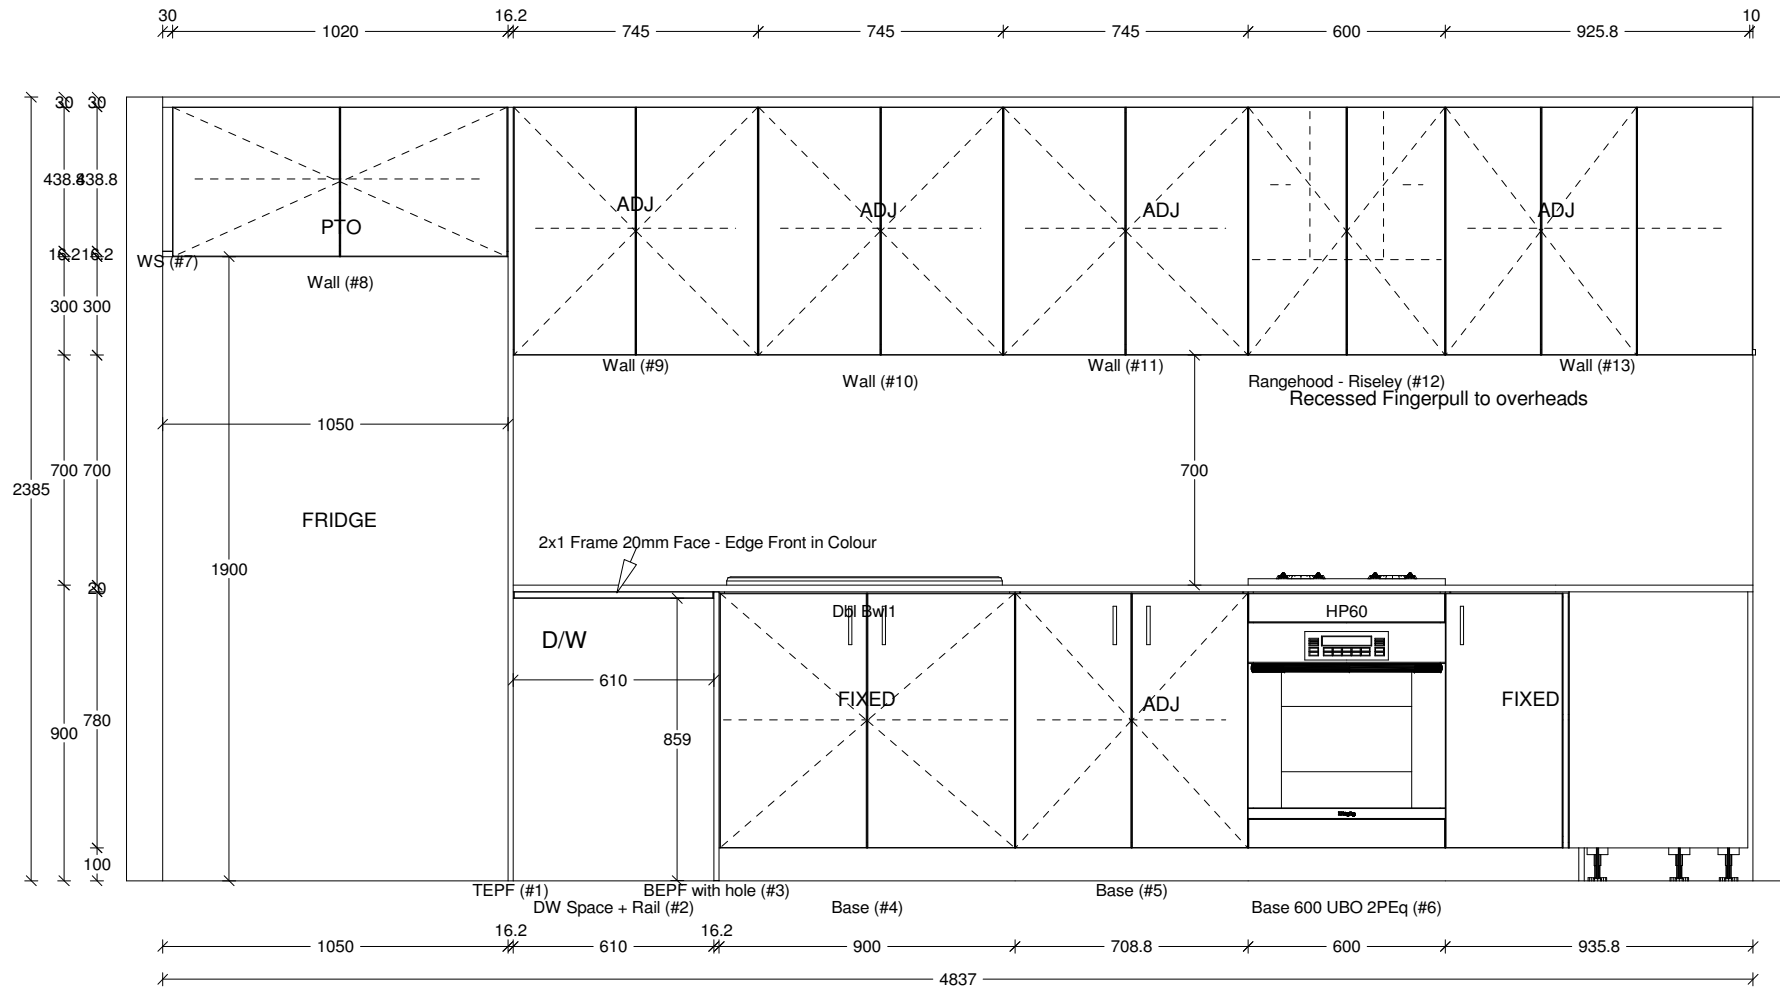 30
16.2
10
1020
745
745
745
600
925.8
30 30
438.8 438.8
ADJ
ADJ
ADJ
ADJ
PTO
16.2 16.2
WS (#7)
Wall (#8)
300 300
Wall (#9)
Wall (#10)
Wall (#11)
Rangehood - Riseley (#12)
Wall (#13)
Recessed Fingerpull to overheads
1050
700 700
700
2385
FRIDGE
2x1 Frame 20mm Face - Edge Front in Colour
1900
20
Dbl Bwl1
HP60
D/W
610
FIXED
ADJ
FIXED
780
900
859
100
TEPF (#1)
BEPF with hole (#3)
Base (#5)
DW Space + Rail (#2)
Base (#4)
Base 600 UBO 2PEq (#6)
16.2
16.2
1050
610
900
708.8
600
935.8
4837